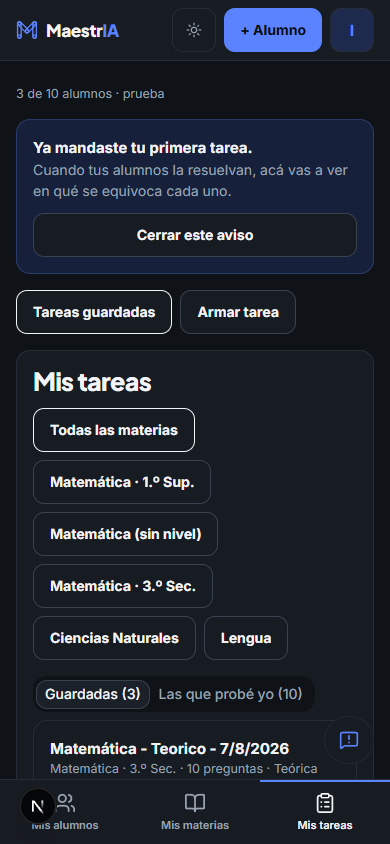 MaestrIA
+ Alumno
I
3 de 10 alumnos · prueba
Ya mandaste tu primera tarea.
Cuando tus alumnos la resuelvan, acá vas a ver
en qué se equivoca cada uno.
Cerrar este aviso
Tareas guardadas
Armar tarea
Mis tareas
Todas las materias
Matemática · 1.º Sup.
Matemática (sin nivel)
Matemática · 3.º Sec.
Ciencias Naturales
Lengua
Guardadas (3)
Las que probé yo (10)
Matemática - Teorico - 7/8/2026
Matemática · 3.º Sec. · 10 preguntas · Teórica
N
Mis alumnos
Mis materias
Mis tareas